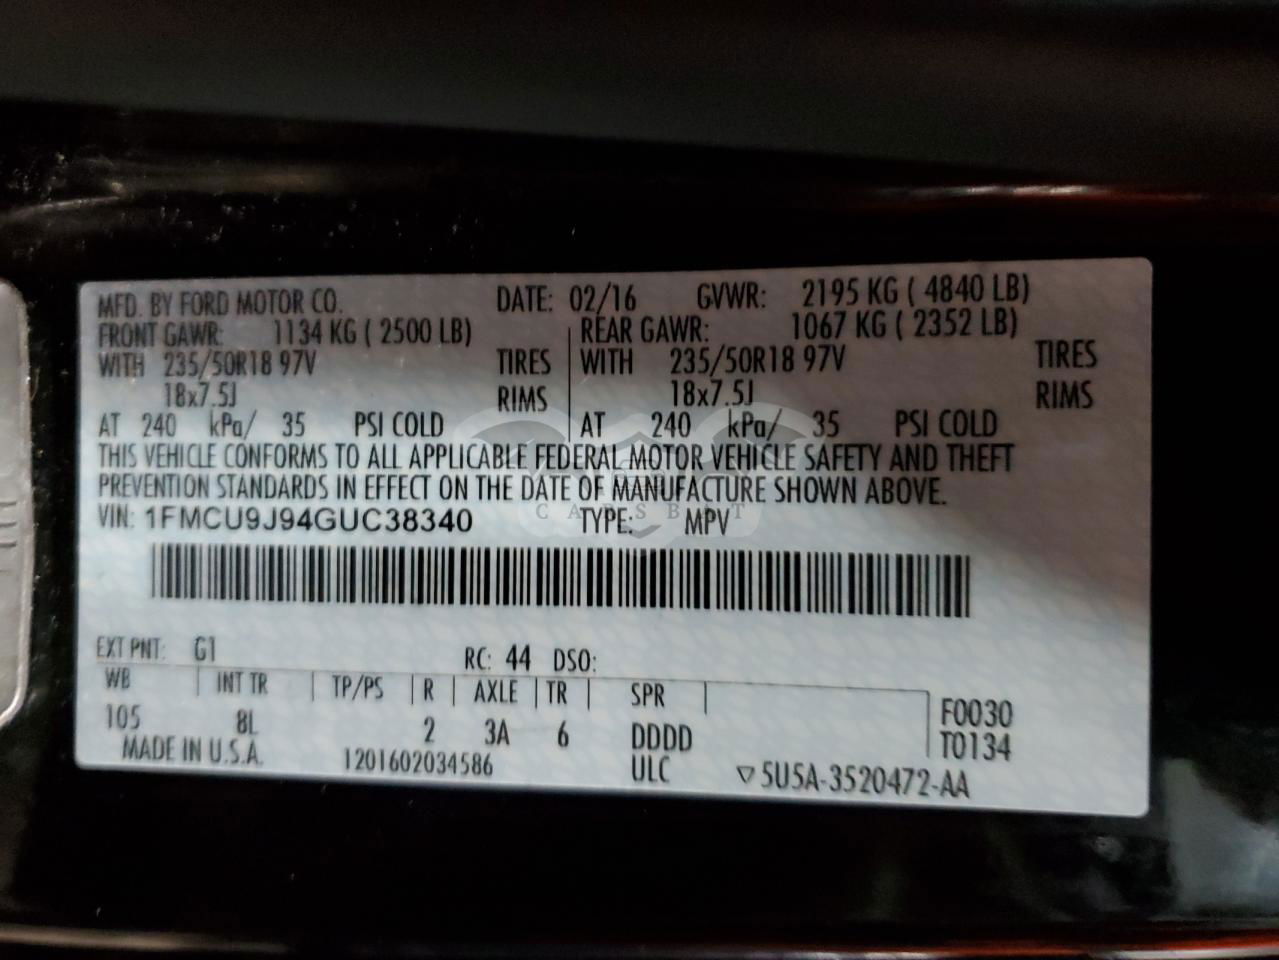 MFD. BY FORD MOTOR CO. DATE: 02/16 GVWR: 2195 KG ( 4840 LB)
FRONT GAWR: 1134 KG ( 2500 LB) REAR GAWR: 1067 KG ( 2352 LB)
WITH 235/50R18 97V TIRES WITH 235/50R18 97V TIRES
18x7.5J RIMS 18x7.5J RIMS
AT 240 kPa/ 35 PSI COLD AT 240 kPa/ 35 PSI COLD
THIS VEHICLE CONFORMS TO ALL APPLICABLE FEDERAL MOTOR VEHICLE SAFETY AND THEFT
PREVENTION STANDARDS IN EFFECT ON THE DATE OF MANUFACTURE SHOWN ABOVE.
VIN: 1FMCU9J94GUC38340 TYPE: MPV
EXT PNT: G1 RC: 44 DSO:
WB INT TR TP/PS R AXLE TR SPR F0030
105 8L 2 3A 6 DDDD T0134
MADE IN U.S.A. 1201602034586 ULC ▽5U5A-3520472-AA